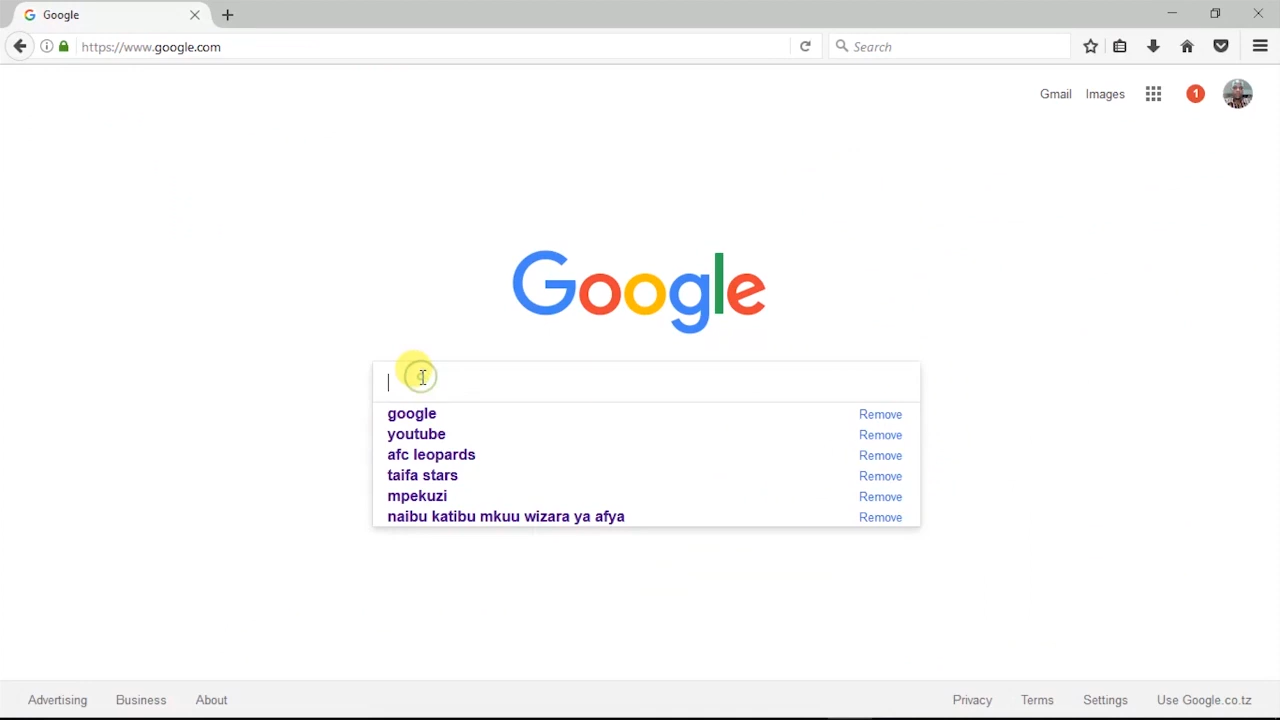 Google
https://www.google.com
Search
Gmail Images 1
Google
google Remove
youtube Remove
afc leopards Remove
taifa stars Remove
mpekuzi Remove
naibu katibu mkuu wizara ya afya Remove
Advertising Business About Privacy Terms Settings Use Google.co.tz